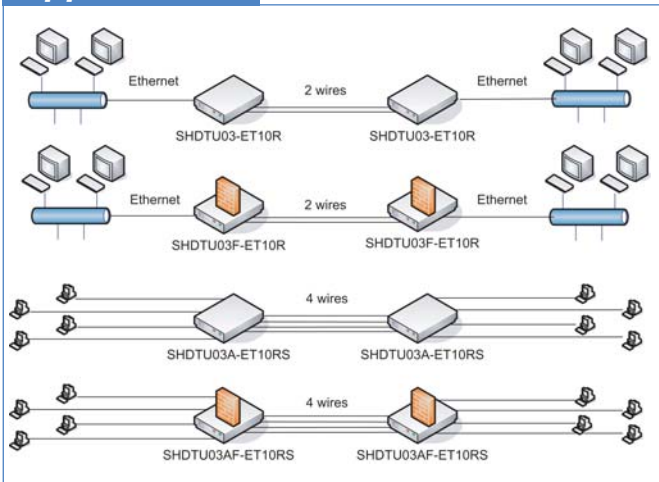 Ethernet 2 wires Ethernet
SHDTU03-ET10R SHDTU03-ET10R
Ethernet 2 wires Ethernet
SHDTU03F-ET10R SHDTU03F-ET10R
4 wires
SHDTU03A-ET10RS SHDTU03A-ET10RS
4 wires
SHDTU03AF-ET10RS SHDTU03AF-ET10RS